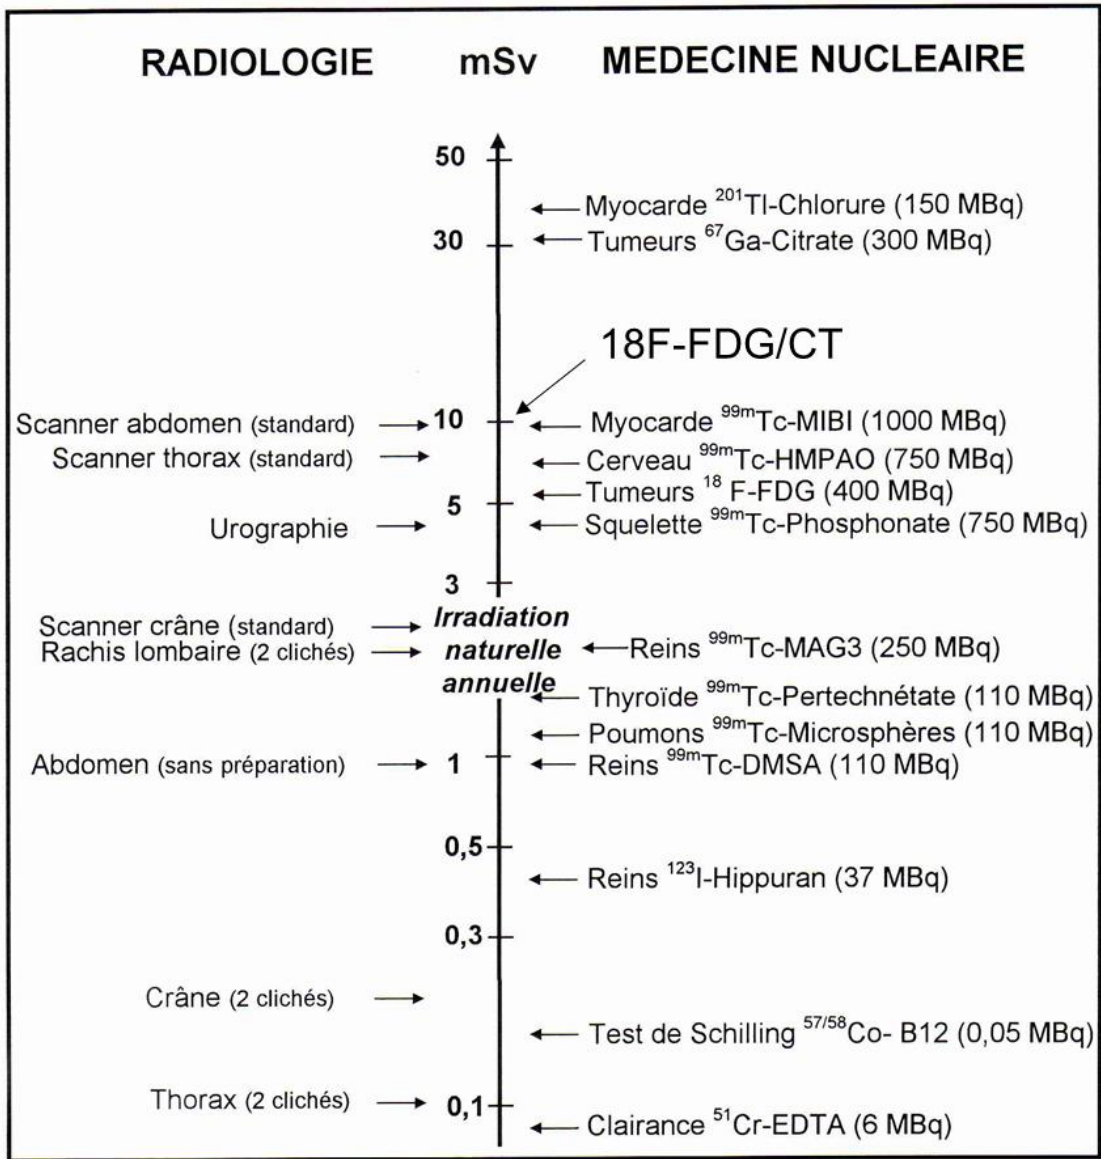 RADIOLOGIE mSv MEDECINE NUCLEAIRE
50
Myocarde ²⁰¹Tl-Chlorure (150 MBq)
30 Tumeurs ⁶⁷Ga-Citrate (300 MBq)
18F-FDG/CT
Scanner abdomen (standard) 10 Myocarde ⁹⁹ᵐTc-MIBI (1000 MBq)
Scanner thorax (standard) Cerveau ⁹⁹ᵐTc-HMPAO (750 MBq)
5 Tumeurs ¹⁸ F-FDG (400 MBq)
Urographie Squelette ⁹⁹ᵐTc-Phosphonate (750 MBq)
3
Scanner crâne (standard) Irradiation
Rachis lombaire (2 clichés) naturelle Reins ⁹⁹ᵐTc-MAG3 (250 MBq)
annuelle Thyroïde ⁹⁹ᵐTc-Pertechnétate (110 MBq)
Poumons ⁹⁹ᵐTc-Microsphères (110 MBq)
Abdomen (sans préparation) 1 Reins ⁹⁹ᵐTc-DMSA (110 MBq)
0,5
Reins ¹²³I-Hippuran (37 MBq)
0,3
Crâne (2 clichés)
Test de Schilling ⁵⁷/⁵⁸Co- B12 (0,05 MBq)
Thorax (2 clichés) 0,1
Clairance ⁵¹Cr-EDTA (6 MBq)